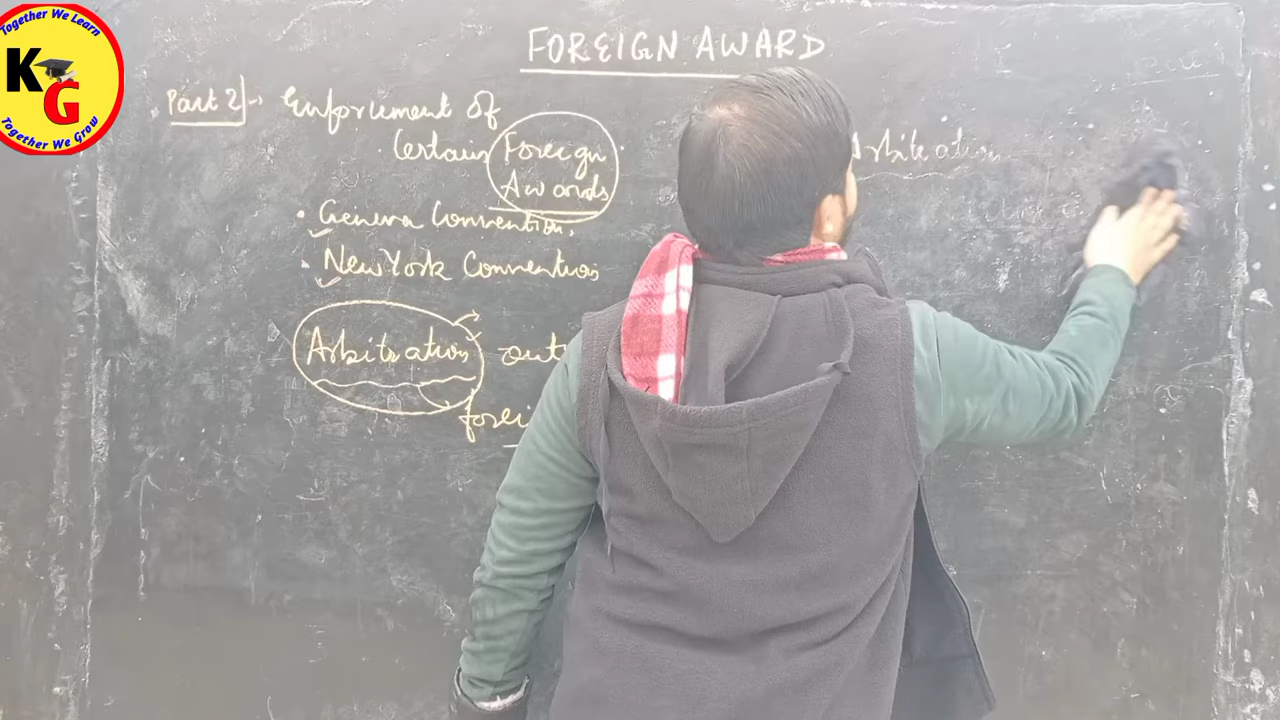 Together We Learn
KG
Together We Grow
FOREIGN AWARD
Part 2 :- Enforcement of
Certain Foreign
Awards
• Geneva Convention.
• New York Convention
Arbitration
Arbitration → out
forei